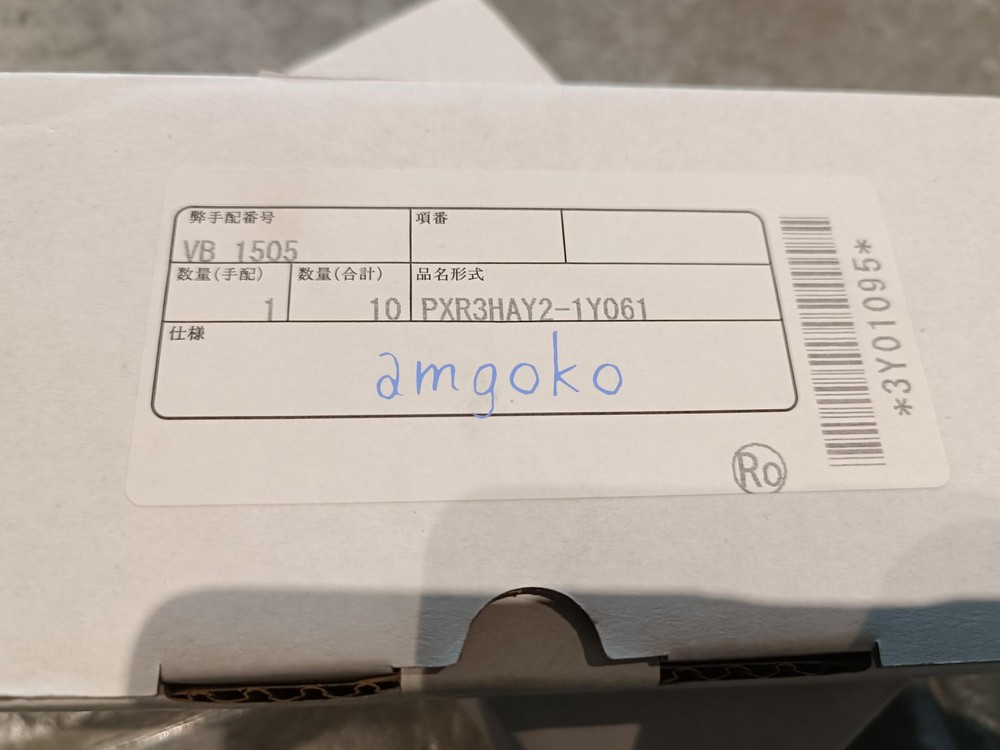 弊手配番号 項番
VB 1505
数量(手配) 数量(合計) 品名形式
1 10 PXR3HAY2-1Y061
仕様
amgoko
*3Y01095*
Ro